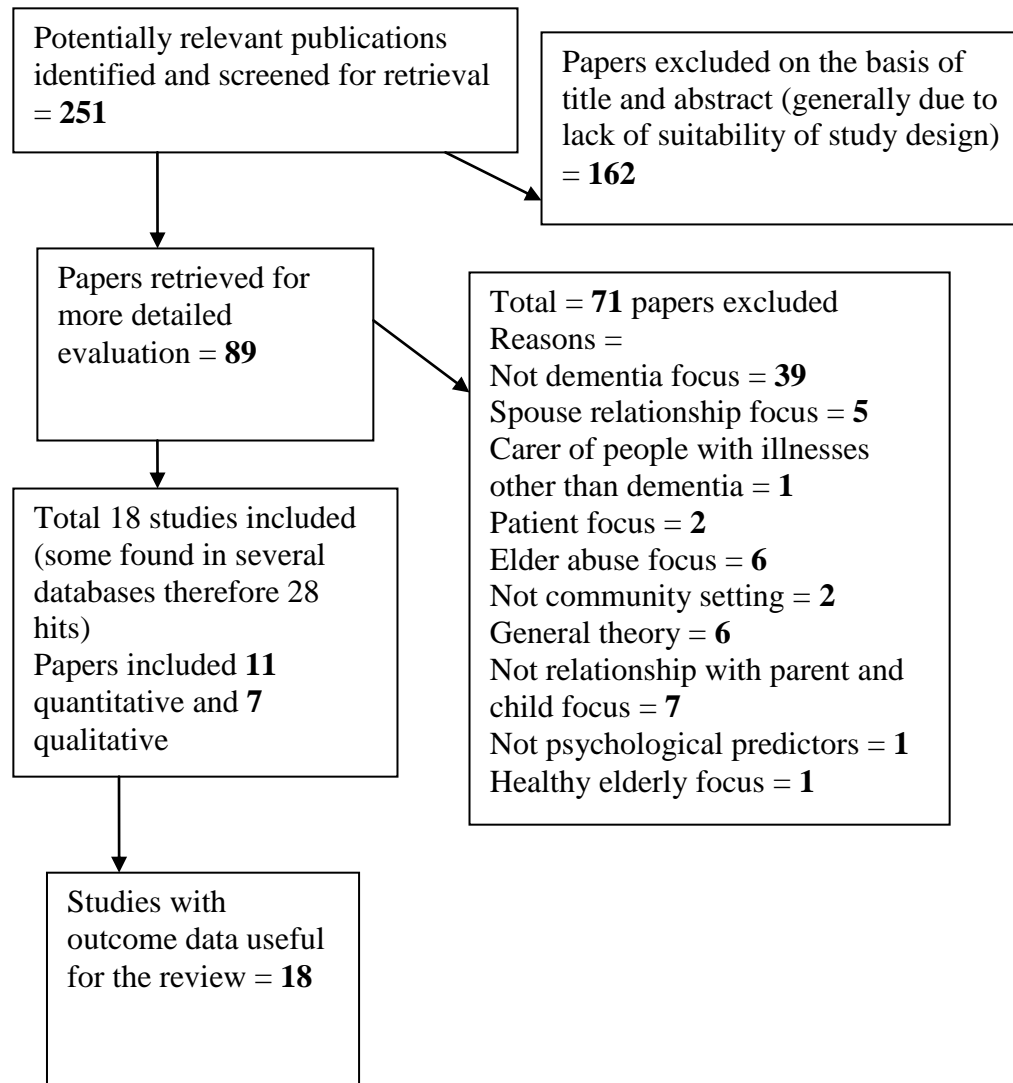 Potentially relevant publications
identified and screened for retrieval
= 251
Papers excluded on the basis of
title and abstract (generally due to
lack of suitability of study design)
= 162
Papers retrieved for
more detailed
evaluation = 89
Total = 71 papers excluded
Reasons =
Not dementia focus = 39
Spouse relationship focus = 5
Carer of people with illnesses
other than dementia = 1
Patient focus = 2
Elder abuse focus = 6
Not community setting = 2
General theory = 6
Not relationship with parent and
child focus = 7
Not psychological predictors = 1
Healthy elderly focus = 1
Total 18 studies included
(some found in several
databases therefore 28
hits)
Papers included 11
quantitative and 7
qualitative
Studies with
outcome data useful
for the review = 18